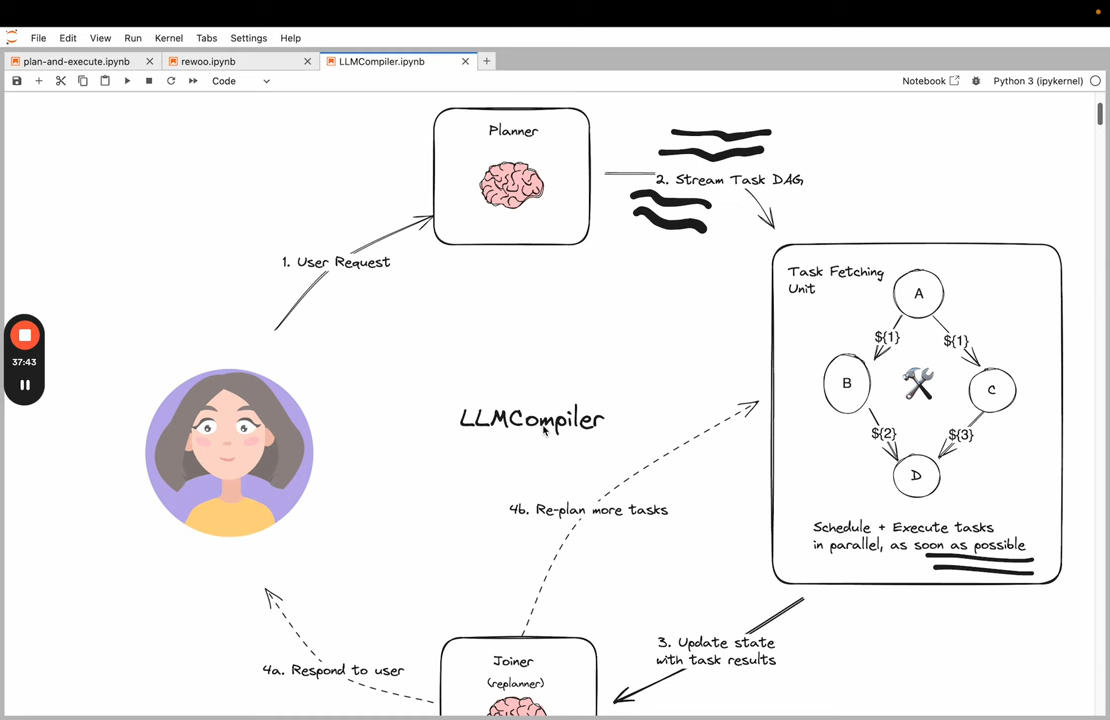 File Edit View Run Kernel Tabs Settings Help
plan-and-execute.ipynb
rewoo.ipynb
LLMCompiler.ipynb
Code
Notebook
Python 3 (ipykernel)
Planner
2. Stream Task DAG
1. User Request
Task Fetching
Unit
A
${1}
${1}
B
C
${2}
${3}
D
Schedule + Execute tasks
in parallel, as soon as possible
37:43
LLMCompiler
4b. Re-plan more tasks
3. Update state
with task results
4a. Respond to user
Joiner
(replanner)